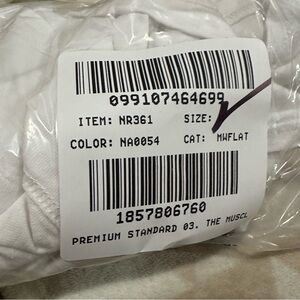 099107464699
ITEM: NR361 SIZE:
COLOR: NA0054 CAT: MWFLAT
1857806760
PREMIUM STANDARD 03. THE MUSCL